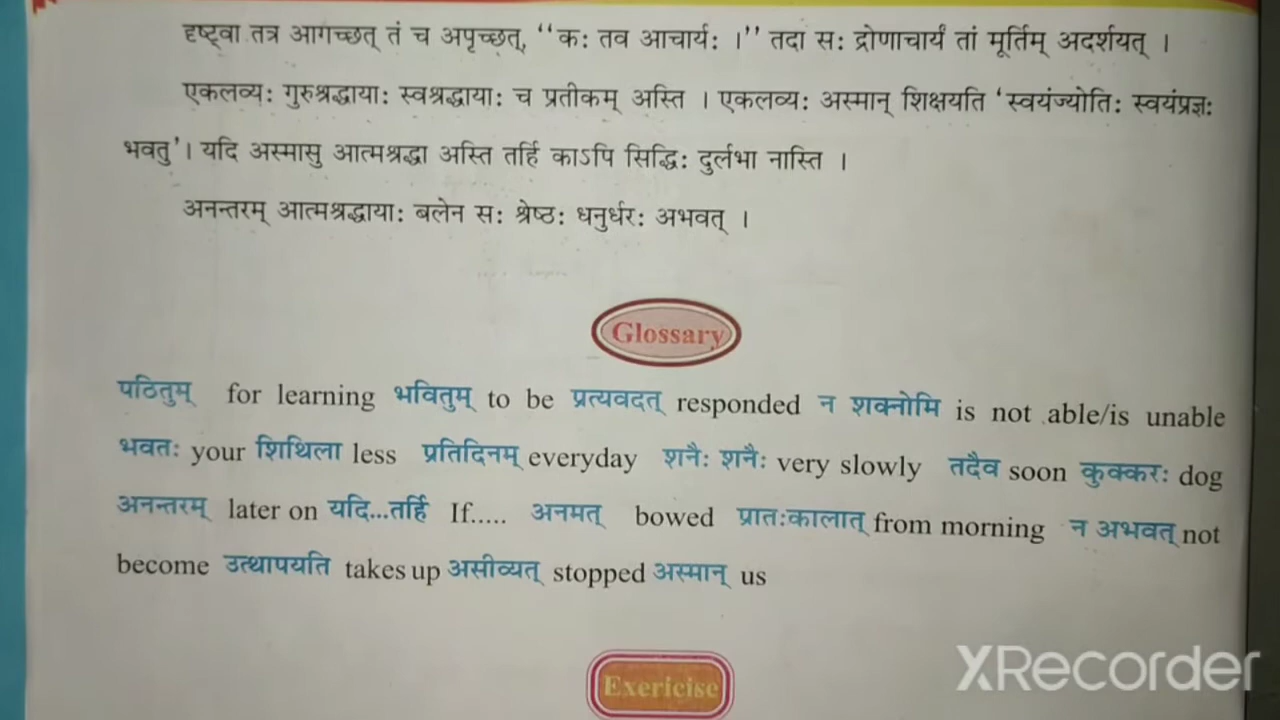 दृष्ट्वा तत्र आगच्छत् तं च अपृच्छत्, “कः तव आचार्यः ।” तदा सः द्रोणाचार्यं तां मूर्तिम् अदर्शयत् ।
एकलव्यः गुरुश्रद्धायाः स्वश्रद्धायाः च प्रतीकम् अस्ति । एकलव्यः अस्मान् शिक्षयति ‘स्वयंज्योतिः स्वयंप्रज्ञः
भवतु’। यदि अस्मासु आत्मश्रद्धा अस्ति तर्हि काऽपि सिद्धिः दुर्लभा नास्ति ।
अनन्तरम् आत्मश्रद्धायाः बलेन सः श्रेष्ठः धनुर्धरः अभवत् ।
Glossary
पठितुम् for learning भवितुम् to be प्रत्यवदत् responded न शक्नोमि is not able/is unable
भवतः your शिथिला less प्रतिदिनम् everyday शनैः शनैः very slowly तदैव soon कुक्करः dog
अनन्तरम् later on यदि...तर्हि If..... अनमत् bowed प्रातःकालात् from morning न अभवत् not
become उत्थापयति takes up असीव्यत् stopped अस्मान् us
Exericise
XRecorder